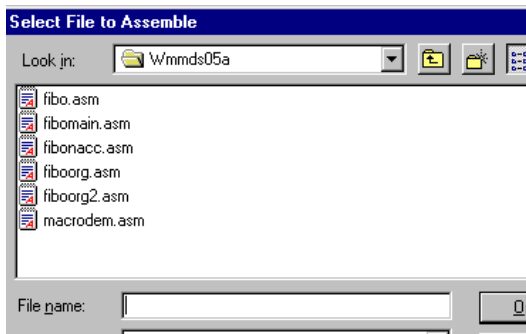 Select File to Assemble
Look in: Wmmds05a
fibo.asm
fibomain.asm
fibonacc.asm
fiboorg.asm
fiboorg2.asm
macrodem.asm
File name: